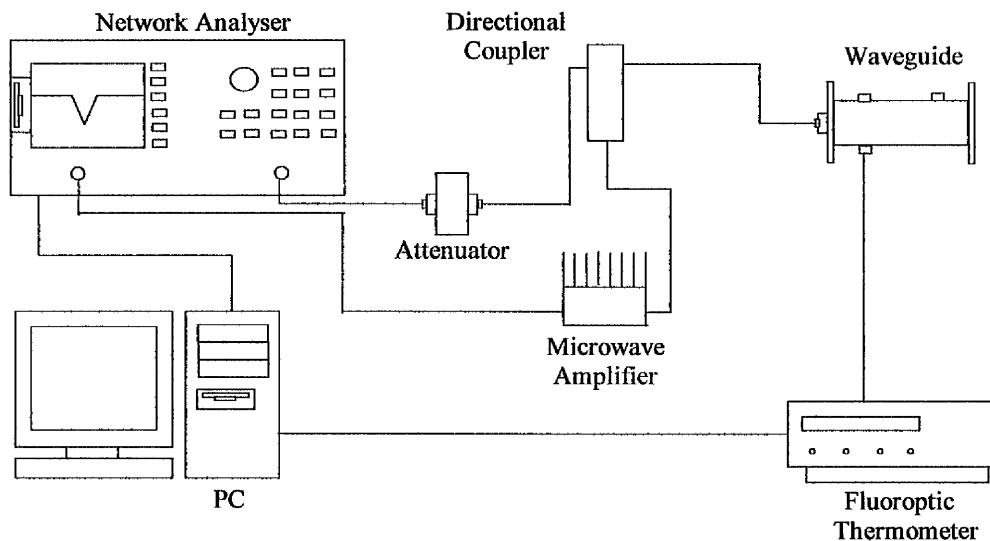 Network Analyser
Directional
Coupler
Waveguide
Attenuator
Microwave
Amplifier
PC
Fluoroptic
Thermometer